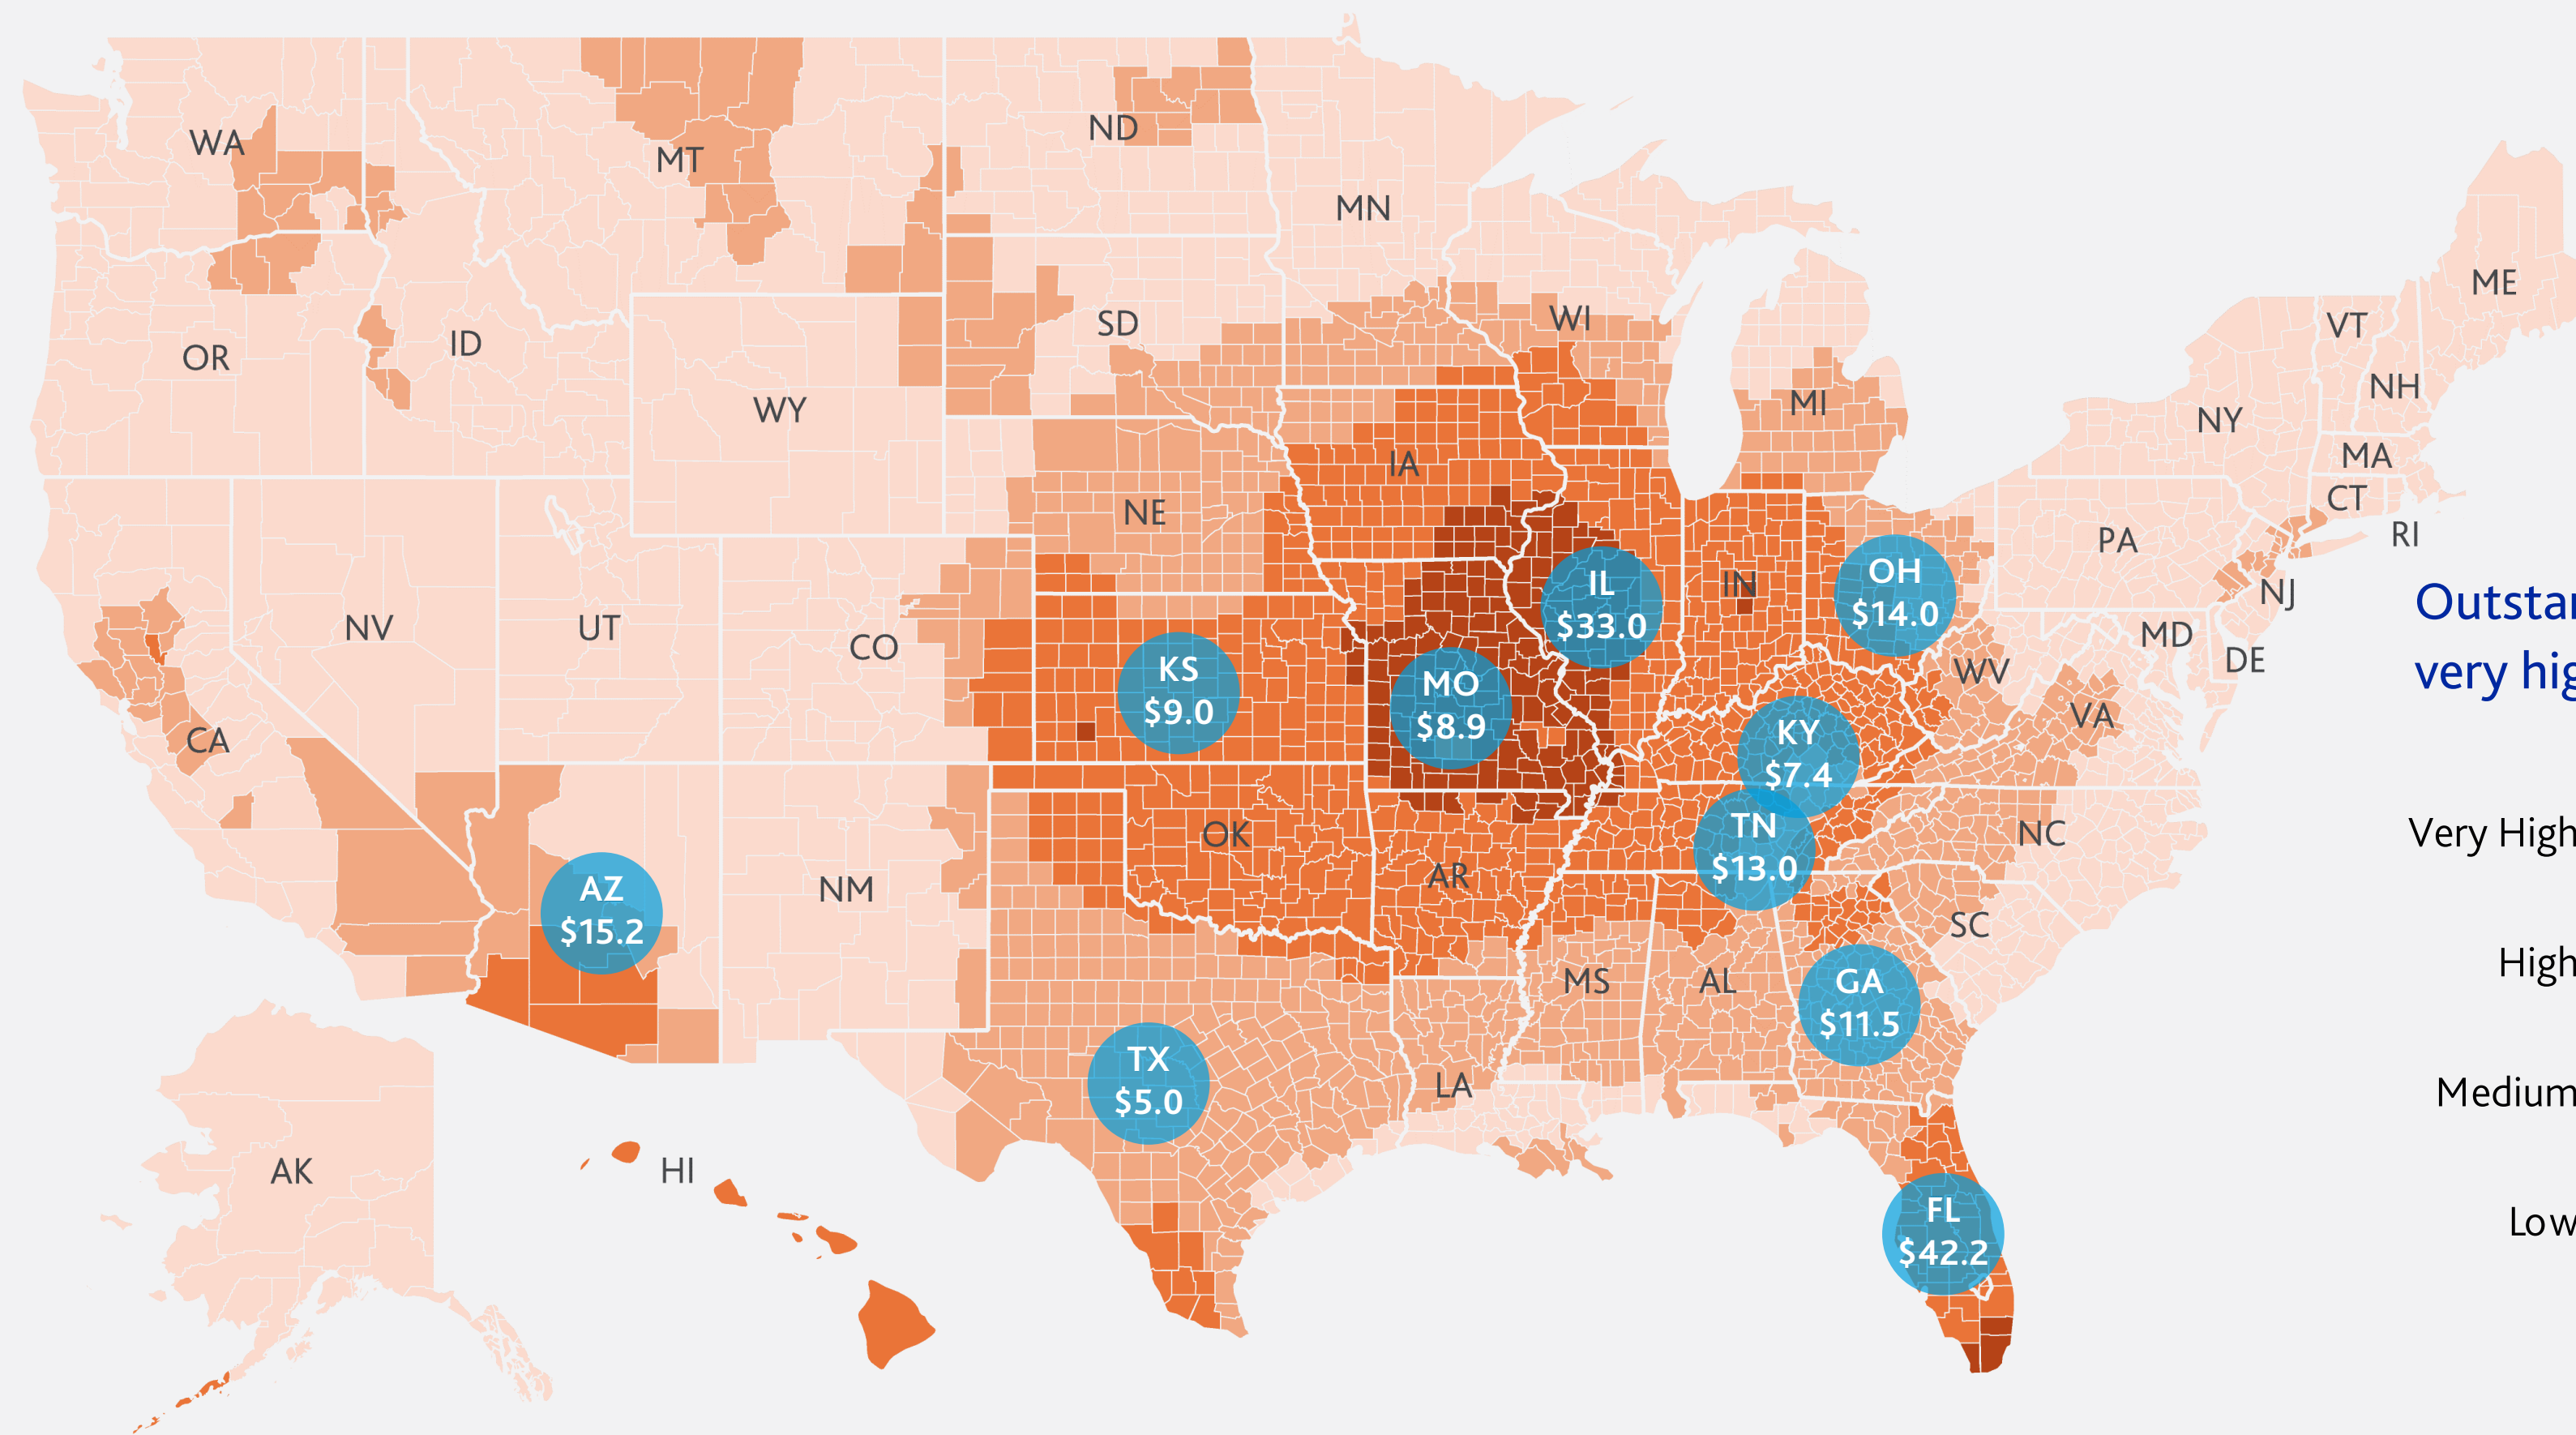 WA
MT
ND
MN
WI
MI
ME
VT
NH
NY
MA
CT
RI
OR
ID
WY
SD
IA
NE
PA
NJ
MD
DE
NV
UT
CO
CA
KS
$9.0
MO
$8.9
IL
$33.0
IN
OH
$14.0
WV
VA
KY
$7.4
TN
$13.0
NC
SC
AZ
$15.2
NM
OK
AR
MS
AL
GA
$11.5
LA
TX
$5.0
FL
$42.2
AK
HI
Outstan
very hig
Very High
High
Medium
Low